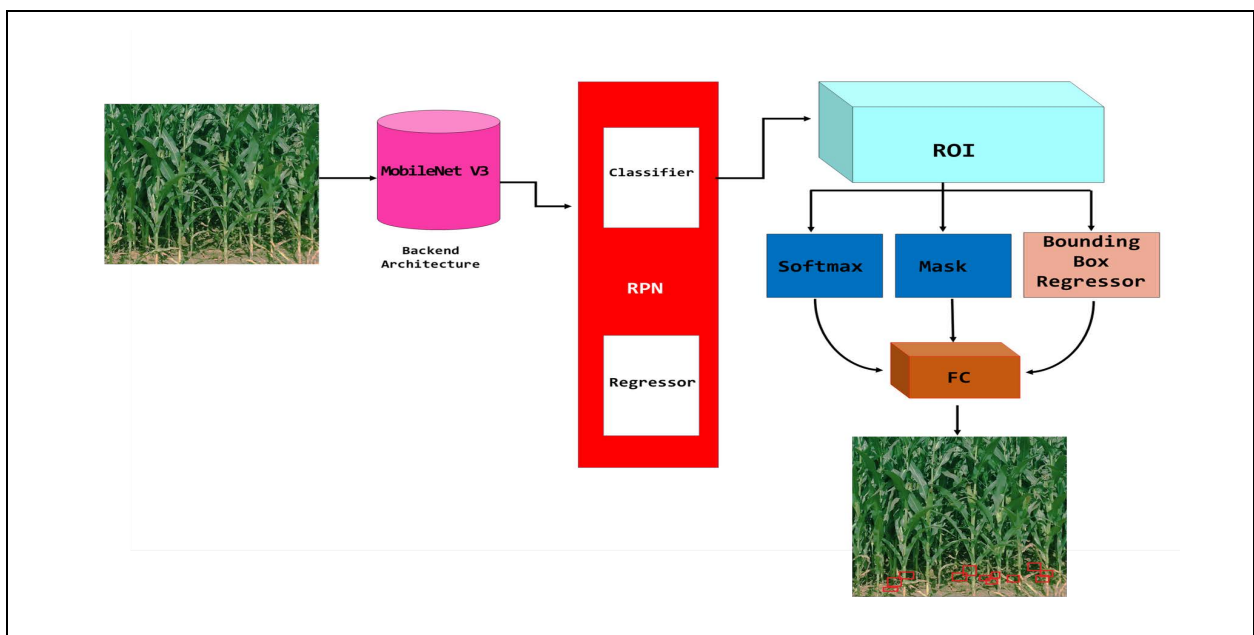 MobileNet V3
Backend
Architecture
Classifier
RPN
Regressor
ROI
Softmax
Mask
Bounding
Box
Regressor
FC